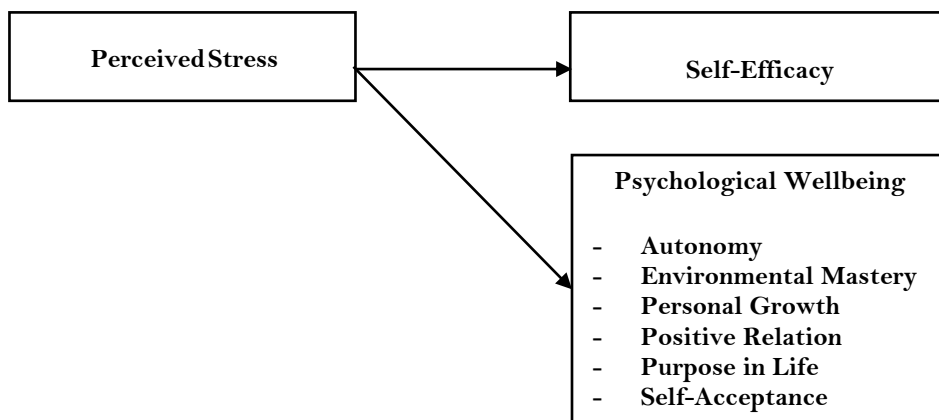 Perceived Stress
Self-Efficacy
Psychological Wellbeing
- Autonomy
- Environmental Mastery
- Personal Growth
- Positive Relation
- Purpose in Life
- Self-Acceptance